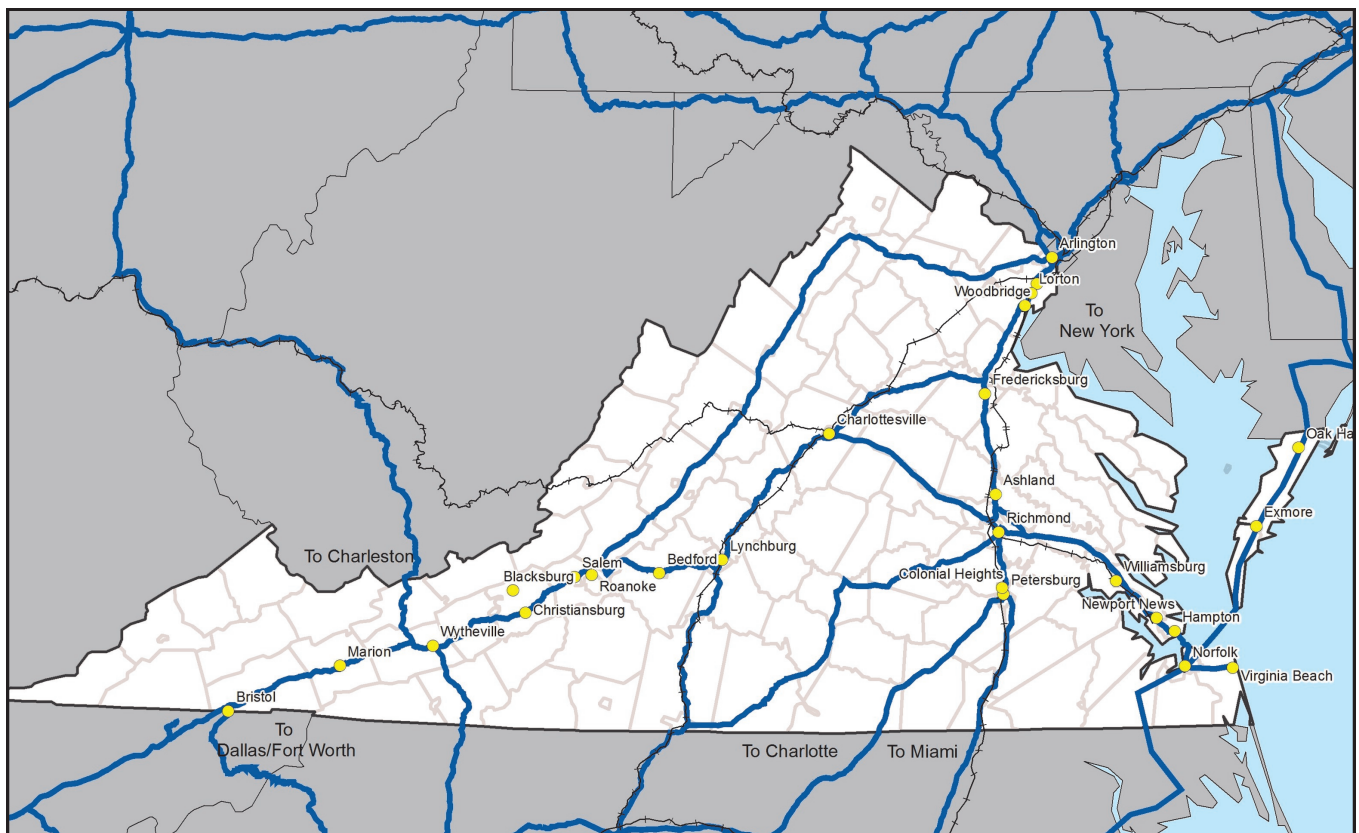 Arlington
Lorton
Woodbridge
To
New York
Fredericksburg
Charlottesville
Oak Ha
Ashland
Exmore
Richmond
Lynchburg
To Charleston
Bedford
Salem
Williamsburg
Blacksburg
Roanoke
Colonial Heights
Petersburg
Newport News
Christiansburg
Hampton
Wytheville
Marion
Norfolk
Virginia Beach
Bristol
To
Dallas/Fort Worth
To Charlotte
To Miami